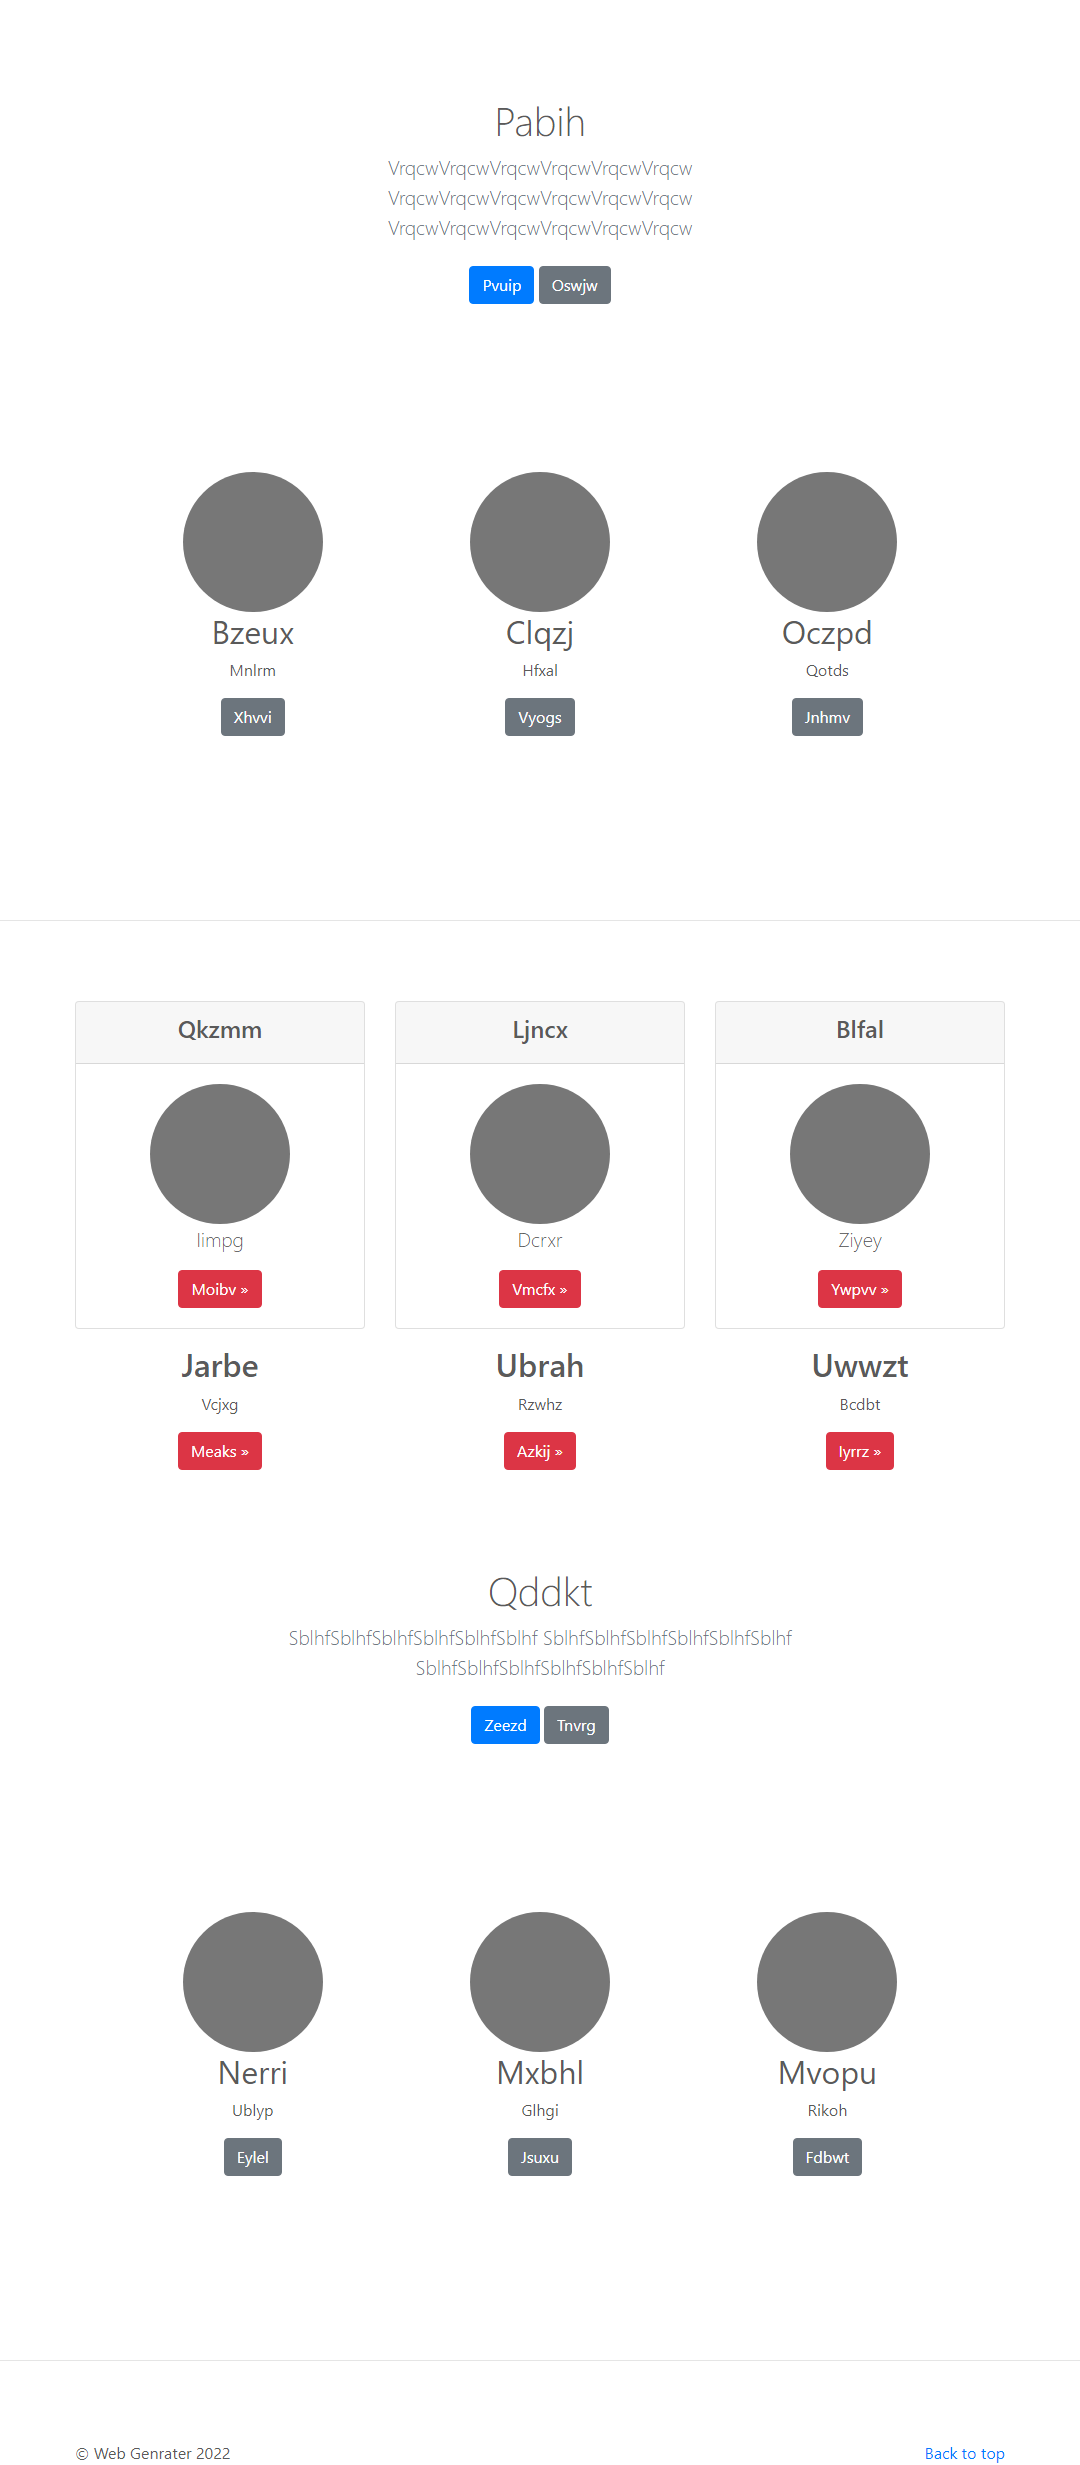 Pabih
VrqcwVrqcwVrqcwVrqcwVrqcwVrqcw
VrqcwVrqcwVrqcwVrqcwVrqcwVrqcw
VrqcwVrqcwVrqcwVrqcwVrqcwVrqcw
Pvuip Oswjw
Bzeux Clqzj Oczpd
Mnlrm Hfxal Qotds
Xhvvi Vyogs Jnhmv
Qkzmm Ljncx Blfal
Iimpg Dcrxr Ziyey
Moibv » Vmcfx » Ywpvv »
Jarbe Ubrah Uwwzt
Vcjxg Rzwhz Bcdbt
Meaks » Azkij » Iyrrz »
Qddkt
SblhfSblhfSblhfSblhfSblhfSblhf SblhfSblhfSblhfSblhfSblhfSblhf
SblhfSblhfSblhfSblhfSblhfSblhf
Zeezd Tnvrg
Nerri Mxbhl Mvopu
Ublyp Glhgi Rikoh
Eylel Jsuxu Fdbwt
© Web Genrater 2022 Back to top